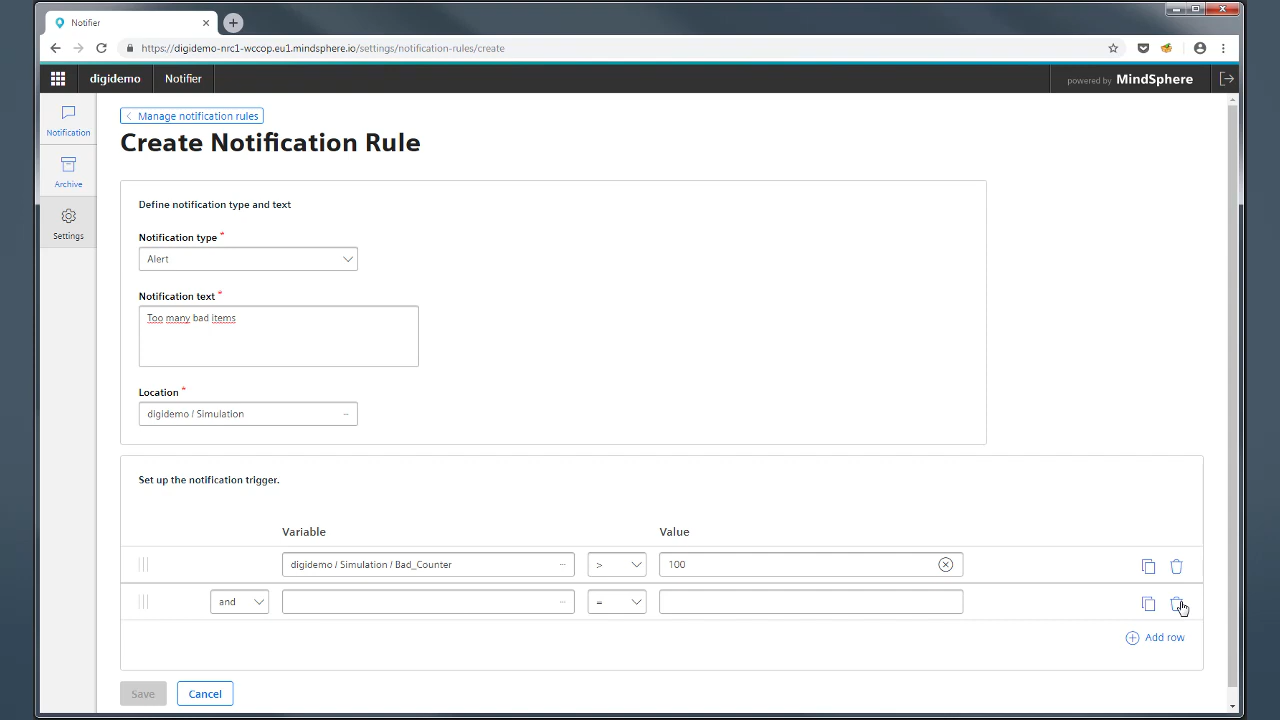 Notifier
https://digidemo-nrc1-wccop.eu1.mindsphere.io/settings/notification-rules/create
digidemo Notifier powered by MindSphere
Notification
Archive
Settings
Manage notification rules
Create Notification Rule
Define notification type and text
Notification type *
Alert
Notification text *
Too many bad items
Location *
digidemo / Simulation
Set up the notification trigger.
Variable Value
digidemo / Simulation / Bad_Counter > 100
and =
Add row
Save Cancel